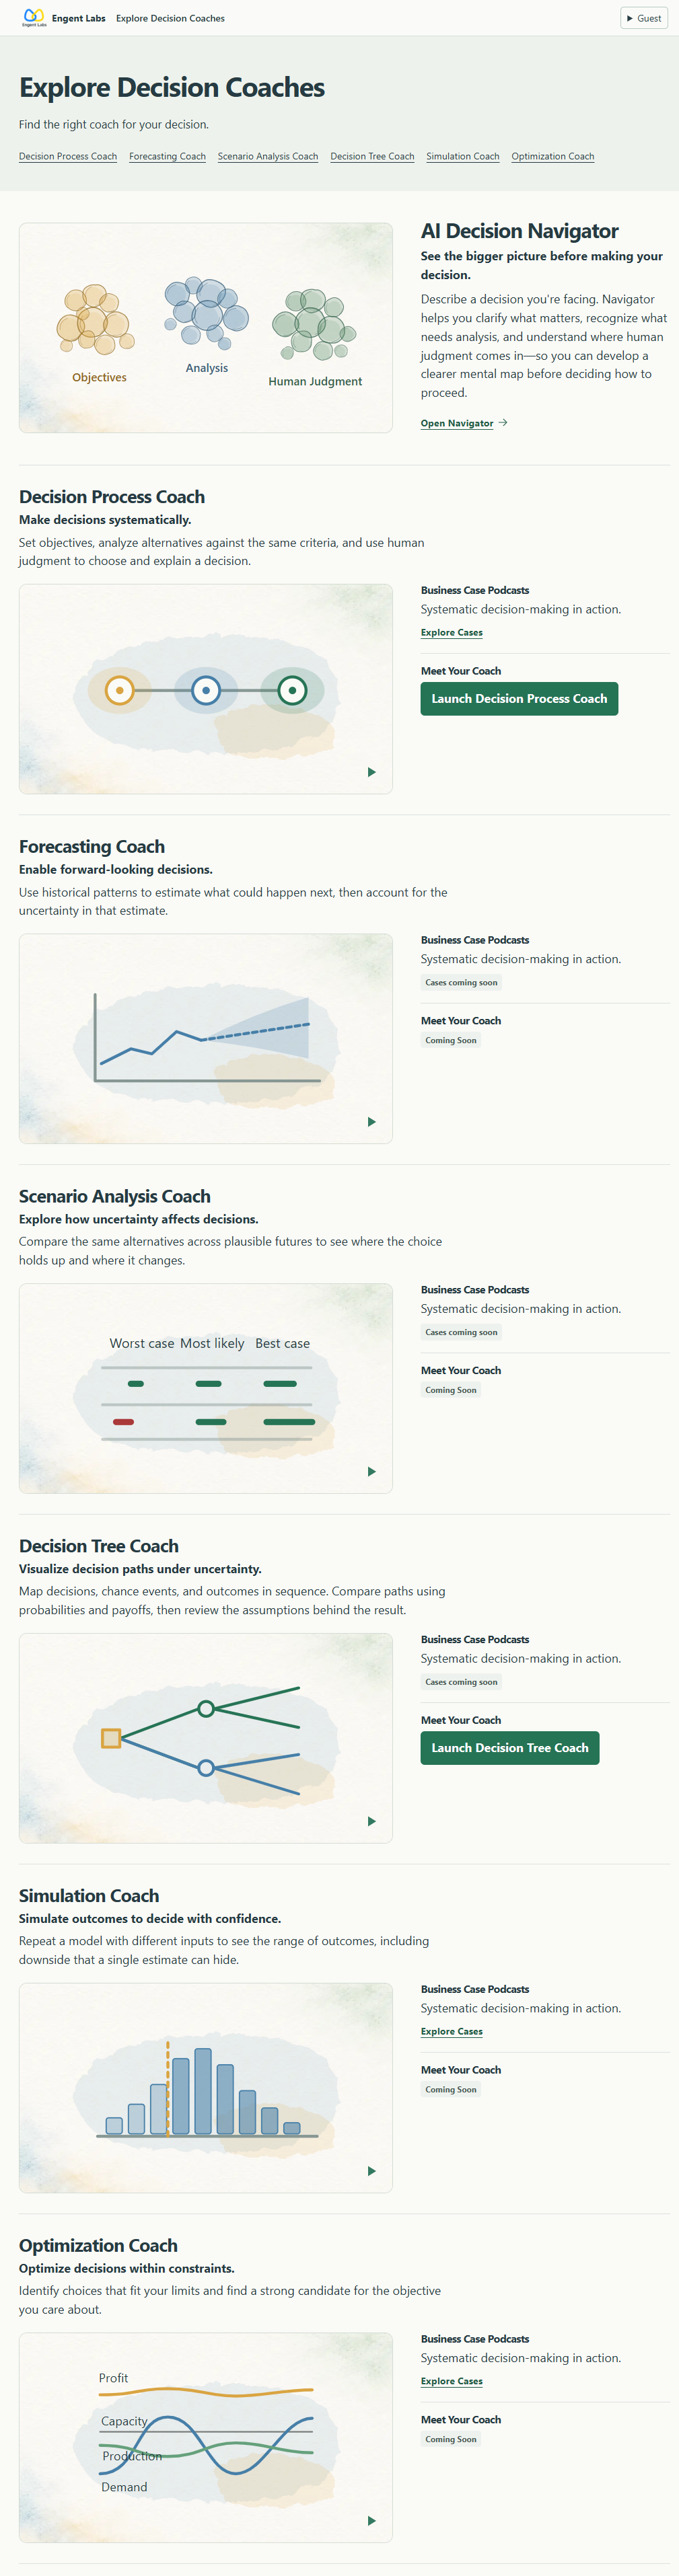 Engent Labs
Engent Labs Explore Decision Coaches
Guest
Explore Decision Coaches
Find the right coach for your decision.
Decision Process Coach Forecasting Coach Scenario Analysis Coach Decision Tree Coach Simulation Coach Optimization Coach
Objectives
Analysis
Human Judgment
AI Decision Navigator
See the bigger picture before making your
decision.
Describe a decision you're facing. Navigator
helps you clarify what matters, recognize what
needs analysis, and understand where human
judgment comes in—so you can develop a
clearer mental map before deciding how to
proceed.
Open Navigator →
Decision Process Coach
Make decisions systematically.
Set objectives, analyze alternatives against the same criteria, and use human
judgment to choose and explain a decision.
Business Case Podcasts
Systematic decision-making in action.
Explore Cases
Meet Your Coach
Launch Decision Process Coach
Forecasting Coach
Enable forward-looking decisions.
Use historical patterns to estimate what could happen next, then account for the
uncertainty in that estimate.
Business Case Podcasts
Systematic decision-making in action.
Cases coming soon
Meet Your Coach
Coming Soon
Scenario Analysis Coach
Explore how uncertainty affects decisions.
Compare the same alternatives across plausible futures to see where the choice
holds up and where it changes.
Worst case Most likely Best case
Business Case Podcasts
Systematic decision-making in action.
Cases coming soon
Meet Your Coach
Coming Soon
Decision Tree Coach
Visualize decision paths under uncertainty.
Map decisions, chance events, and outcomes in sequence. Compare paths using
probabilities and payoffs, then review the assumptions behind the result.
Business Case Podcasts
Systematic decision-making in action.
Cases coming soon
Meet Your Coach
Launch Decision Tree Coach
Simulation Coach
Simulate outcomes to decide with confidence.
Repeat a model with different inputs to see the range of outcomes, including
downside that a single estimate can hide.
Business Case Podcasts
Systematic decision-making in action.
Explore Cases
Meet Your Coach
Coming Soon
Optimization Coach
Optimize decisions within constraints.
Identify choices that fit your limits and find a strong candidate for the objective
you care about.
Profit
Capacity
Production
Demand
Business Case Podcasts
Systematic decision-making in action.
Explore Cases
Meet Your Coach
Coming Soon